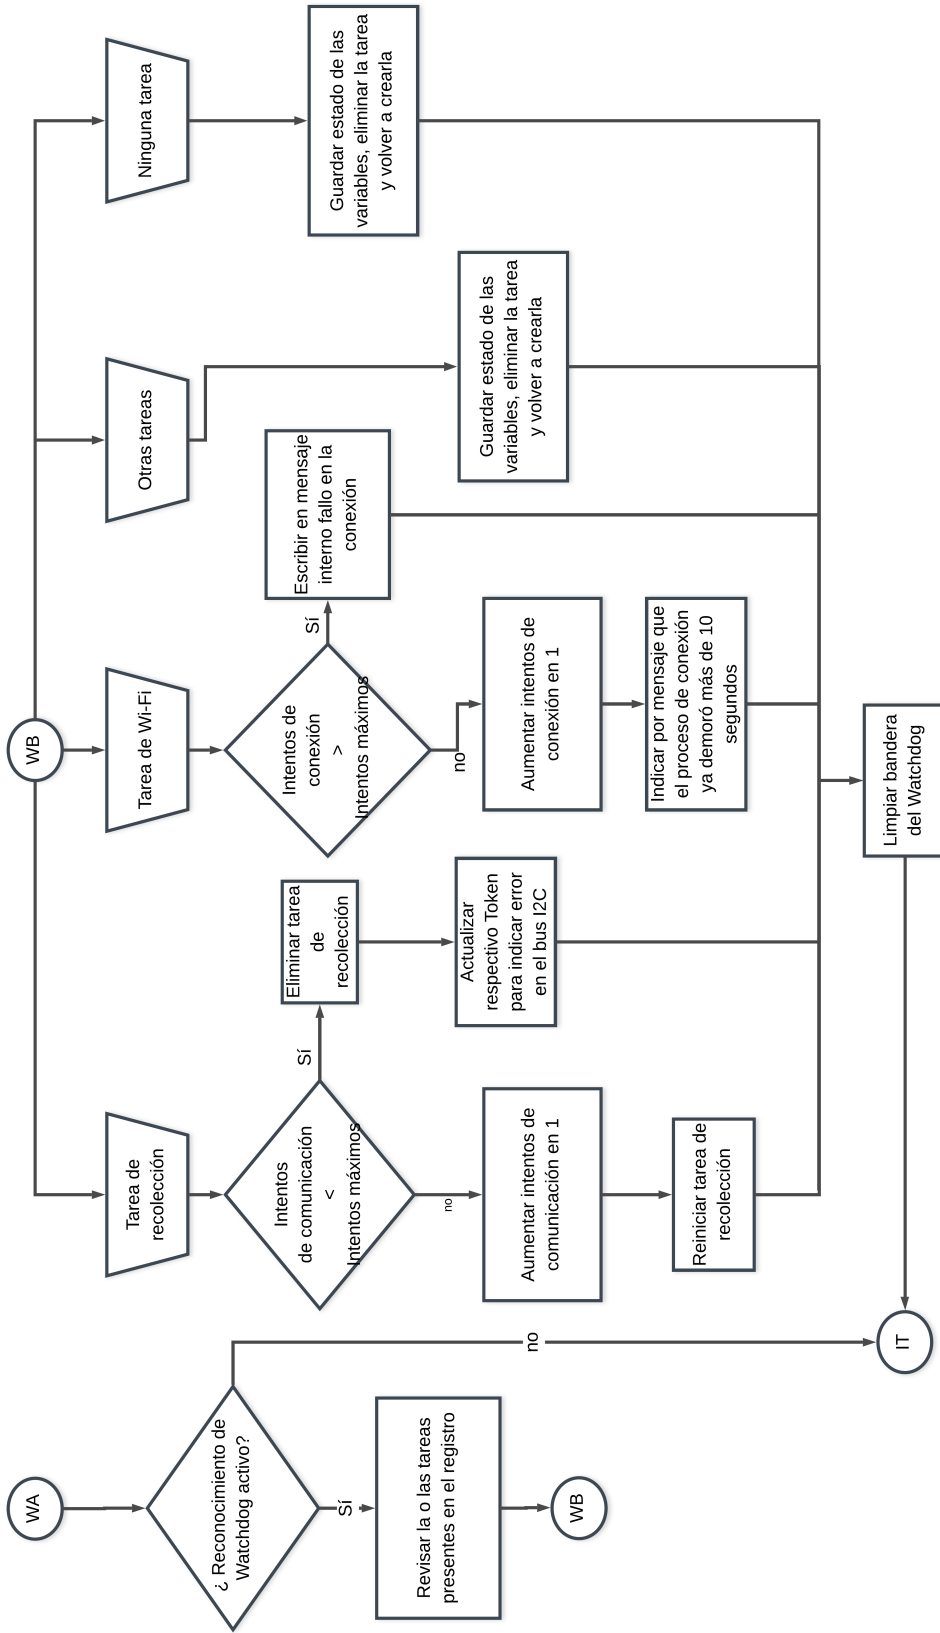 WA
¿ Reconocimiento de
Watchdog activo?
Sí
no
Revisar la o las tareas
presentes en el registro
WB
WB
Tarea de
recolección
Intentos
de comunicación
<
Intentos máximos
Sí
no
Eliminar tarea
de
recolección
Actualizar
respectivo Token
para indicar error
en el bus I2C
Aumentar intentos de
comunicación en 1
Reiniciar tarea de
recolección
Tarea de Wi-Fi
Intentos de
conexión
>
Intentos máximos
Sí
no
Escribir en mensaje
interno fallo en la
conexión
Aumentar intentos de
conexión en 1
Indicar por mensaje que
el proceso de conexión
ya demoró más de 10
segundos
Otras tareas
Guardar estado de las
variables, eliminar la tarea
y volver a crearla
Ninguna tarea
Guardar estado de las
variables, eliminar la tarea
y volver a crearla
Limpiar bandera
del Watchdog
IT